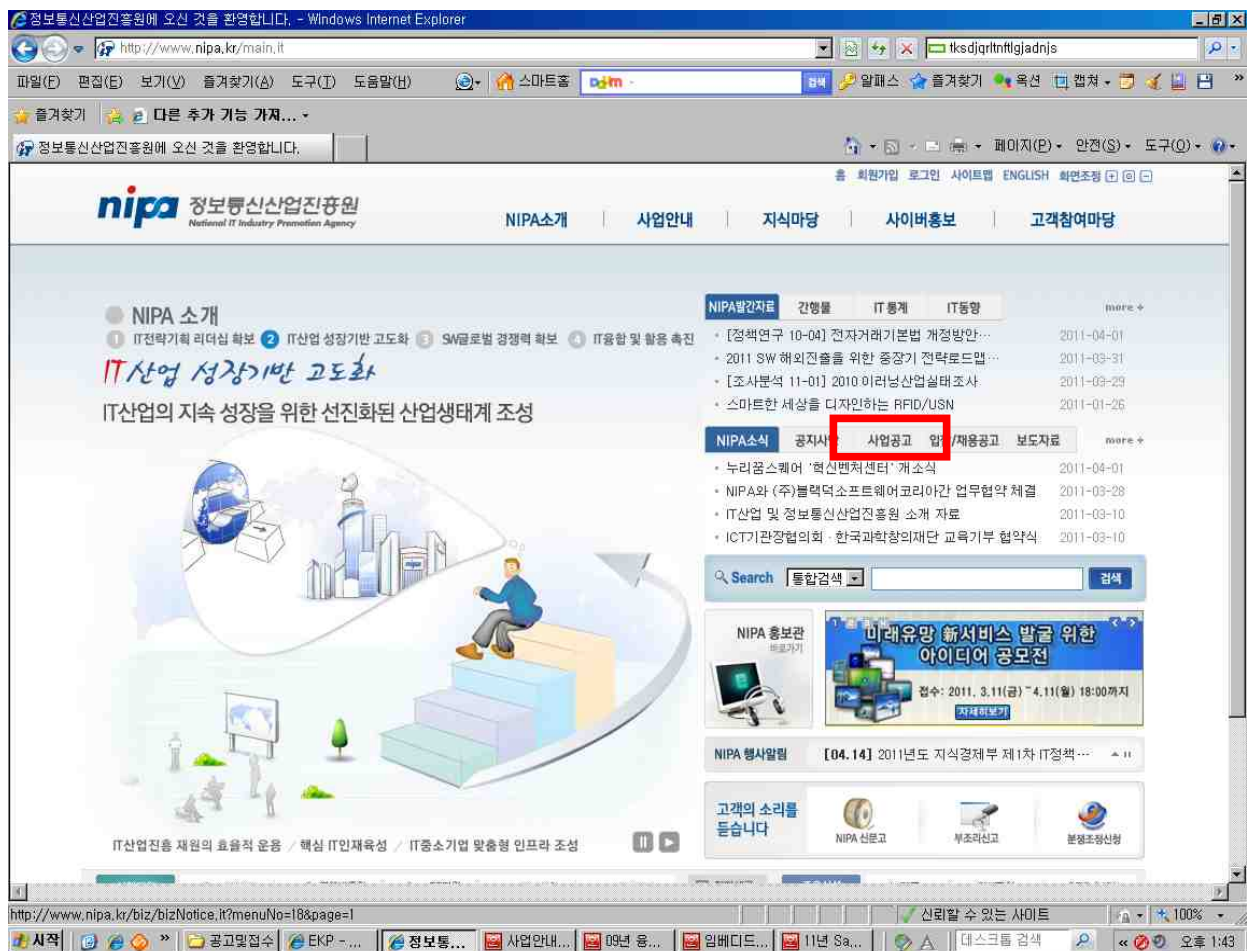 정보통신산업진흥원에 오신 것을 환영합니다. - Windows Internet Explorer
http://www.nipa.kr/main.it
tksdjqrltnftlgjadnjs
파일(F) 편집(E) 보기(V) 즐겨찾기(A) 도구(T) 도움말(H) 스마트홈 검색 알패스 즐겨찾기 옥션 캡쳐
즐겨찾기 다른 추가 기능 가져...
정보통신산업진흥원에 오신 것을 환영합니다. 페이지(P) 안전(S) 도구(O)
홈 회원가입 로그인 사이트맵 ENGLISH 화면조정
nipa 정보통신산업진흥원
National IT Industry Promotion Agency
NIPA소개 사업안내 지식마당 사이버홍보 고객참여마당
NIPA 소개
1 IT전략기획 리더십 확보 2 IT산업 성장기반 고도화 3 SW글로벌 경쟁력 확보 4 IT융합 및 활용 촉진
IT산업 성장기반 고도화
IT산업의 지속 성장을 위한 선진화된 산업생태계 조성
IT산업진흥 재원의 효율적 운용 / 핵심 IT인재육성 / IT중소기업 맞춤형 인프라 조성
NIPA발간자료 간행물 IT통계 IT동향 more +
[정책연구 10-04] 전자거래기본법 개정방안… 2011-04-01
2011 SW 해외진출을 위한 중장기 전략로드맵… 2011-03-31
[조사분석 11-01] 2010 이러닝산업실태조사 2011-03-29
스마트한 세상을 디자인하는 RFID/USN 2011-01-26
NIPA소식 공지사항 사업공고 입찰/채용공고 보도자료 more +
누리꿈스퀘어 '혁신벤처센터' 개소식 2011-04-01
NIPA와 (주)블랙덕소프트웨어코리아간 업무협약 체결 2011-03-28
IT산업 및 정보통신산업진흥원 소개 자료 2011-03-10
ICT기관장협의회 · 한국과학창의재단 교육기부 협약식 2011-03-10
Search 통합검색 검색
NIPA 홍보관
바로가기
미래유망 新서비스 발굴 위한
아이디어 공모전
접수: 2011. 3.11(금) ~ 4.11(월) 18:00까지
자세히보기
NIPA 행사알림 [04.14] 2011년도 지식경제부 제1차 IT정책…
고객의 소리를
듣습니다
NIPA 신문고 부조리신고 분쟁조정신청
http://www.nipa.kr/biz/bizNotice.it?menuNo=18&page=1 신뢰할 수 있는 사이트 100%
시작 공고및접수 EKP - ... 정보통... 사업안내... 09년 융... 임베디드... 11년 Sa... 데스크톱 검색 오후 1:43